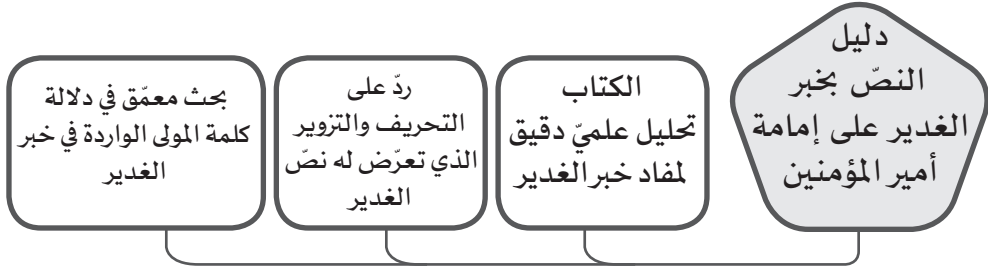 دليل
النصّ بخبر
الغدير على إمامة
أمير المؤمنين
الكتاب
تحليل علميّ دقيق
لمفاد خبر الغدير
ردّ على
التحريف والتزوير
الذي تعرّض له نصّ
الغدير
بحث معمّق في دلالة
كلمة المولى الواردة في خبر
الغدير